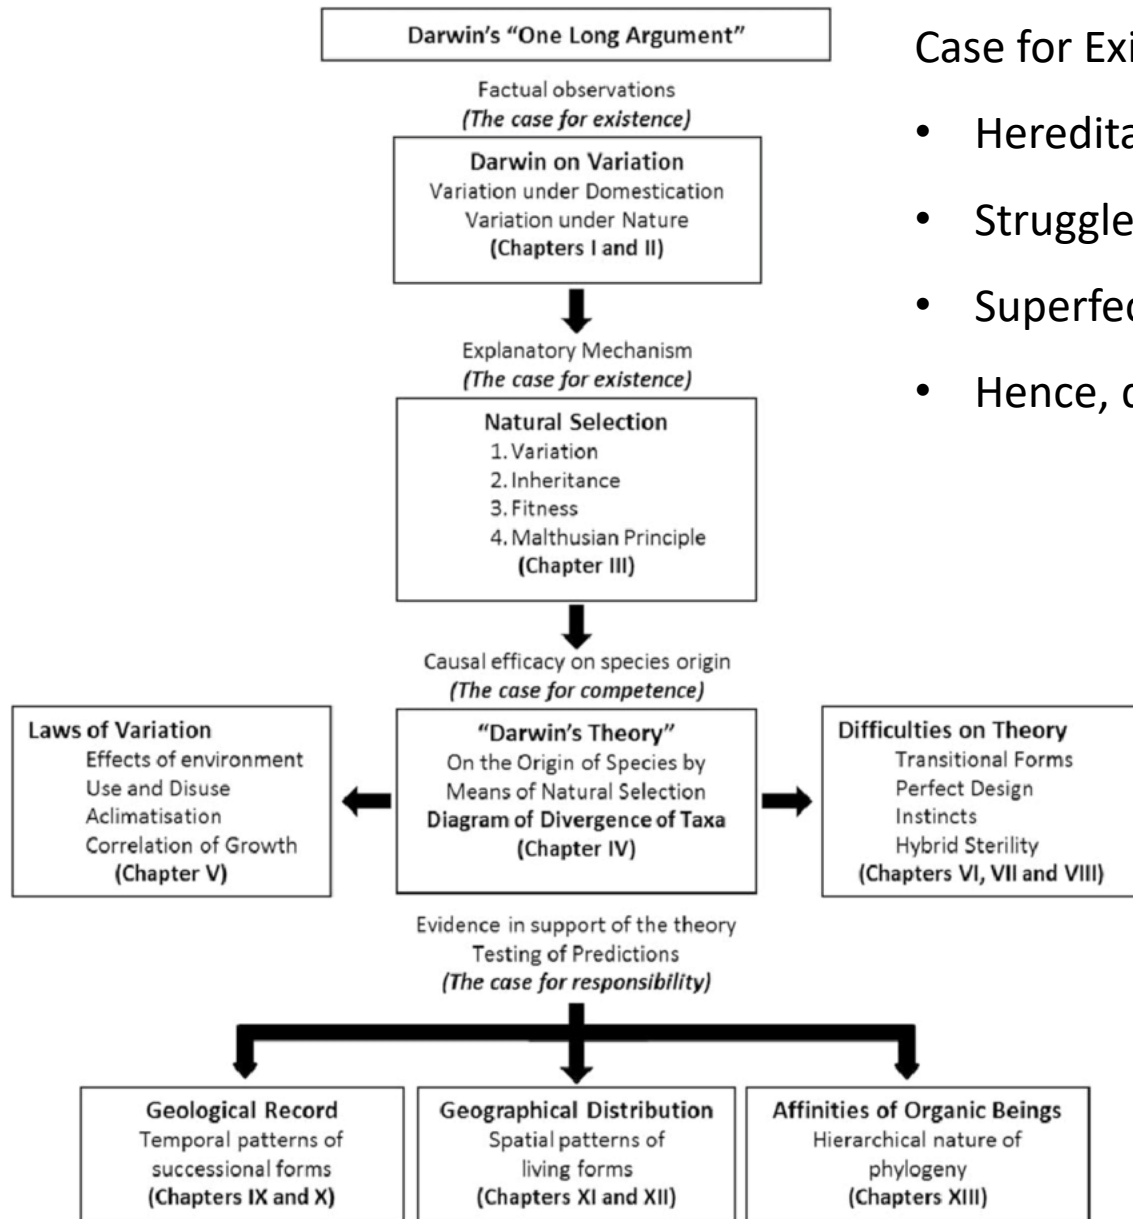 Darwin's "One Long Argument"
Factual observations
(The case for existence)
Darwin on Variation
Variation under Domestication
Variation under Nature
(Chapters I and II)
Explanatory Mechanism
(The case for existence)
Natural Selection
1. Variation
2. Inheritance
3. Fitness
4. Malthusian Principle
(Chapter III)
Causal efficacy on species origin
(The case for competence)
Laws of Variation
Effects of environment
Use and Disuse
Aclimatisation
Correlation of Growth
(Chapter V)
"Darwin's Theory"
On the Origin of Species by
Means of Natural Selection
Diagram of Divergence of Taxa
(Chapter IV)
Difficulties on Theory
Transitional Forms
Perfect Design
Instincts
Hybrid Sterility
(Chapters VI, VII and VIII)
Evidence in support of the theory
Testing of Predictions
(The case for responsibility)
Geological Record
Temporal patterns of
successional forms
(Chapters IX and X)
Geographical Distribution
Spatial patterns of
living forms
(Chapters XI and XII)
Affinities of Organic Beings
Hierarchical nature of
phylogeny
(Chapters XIII)
Case for
• 
• Struggle
• 
• Hence,